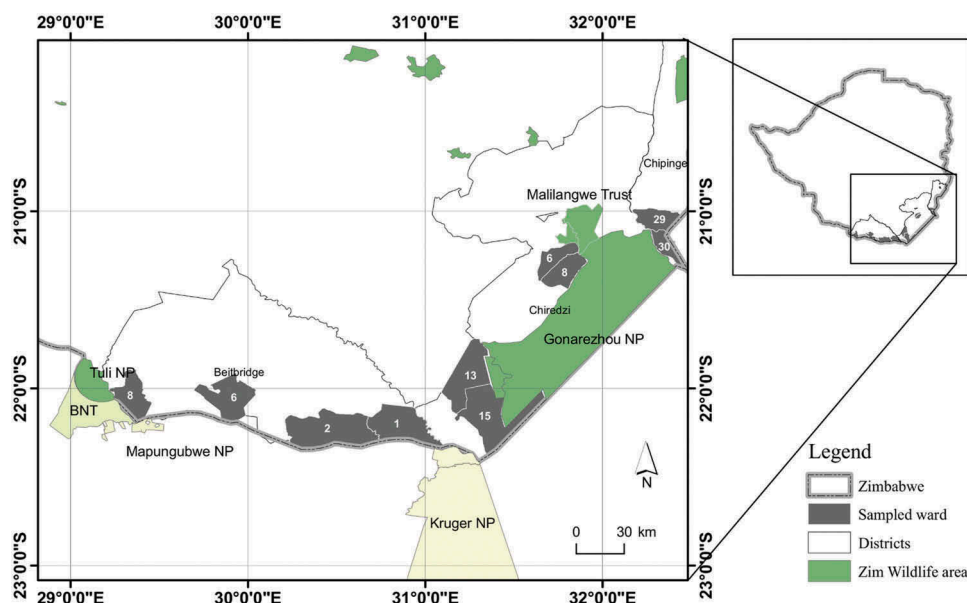 29°0'0"E
30°0'0"E
31°0'0"E
32°0'0"E
Chipinge
Malilangwe Trust
21°0'0"S
21°0'0"S
29
30
6
8
Chiredzi
Gonarezhou NP
Tuli NP
Beitbridge
13
22°0'0"S
22°0'0"S
8
6
BNT
15
2
1
Mapungubwe NP
N
Kruger NP
0 30 km
23°0'0"S
23°0'0"S
29°0'0"E
30°0'0"E
31°0'0"E
32°0'0"E
Legend
Zimbabwe
Sampled ward
Districts
Zim Wildlife area